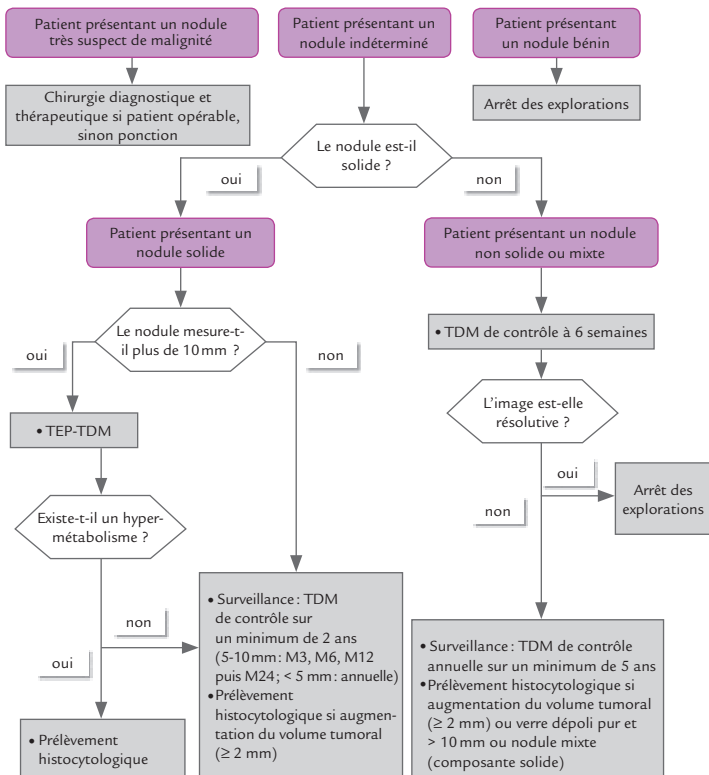 Patient présentant un nodule
très suspect de malignité
Patient présentant un
nodule indéterminé
Patient présentant
un nodule bénin
Chirurgie diagnostique et
thérapeutique si patient opérable,
sinon ponction
Arrêt des explorations
Le nodule est-il
solide ?
oui
non
Patient présentant un
nodule solide
Patient présentant un nodule
non solide ou mixte
Le nodule mesure-t-
il plus de 10 mm ?
oui
non
• TDM de contrôle à 6 semaines
• TEP-TDM
L'image est-elle
résolutive ?
oui
non
Arrêt des
explorations
Existe-t-il un hyper-
métabolisme ?
non
oui
• Surveillance : TDM
de contrôle sur
un minimum de 2 ans
(5-10 mm : M3, M6, M12
puis M24 ; < 5 mm : annuelle)
• Prélèvement
histocytologique si augmen-
tation du volume tumoral
(≥ 2 mm)
• Surveillance : TDM de contrôle
annuelle sur un minimum de 5 ans
• Prélèvement histocytologique si
augmentation du volume tumoral
(≥ 2 mm) ou verre dépoli pur et
> 10 mm ou nodule mixte
(composante solide)
• Prélèvement
histocytologique